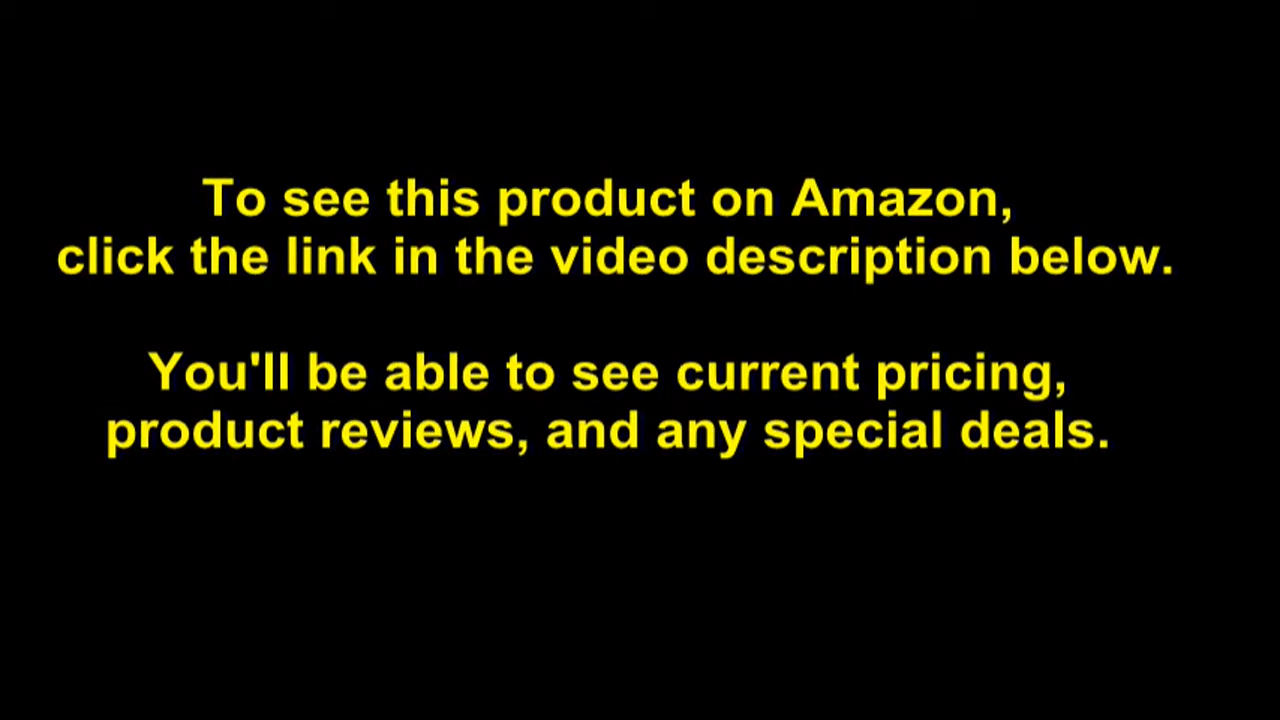 To see this product on Amazon,
click the link in the video description below.
You'll be able to see current pricing,
product reviews, and any special deals.